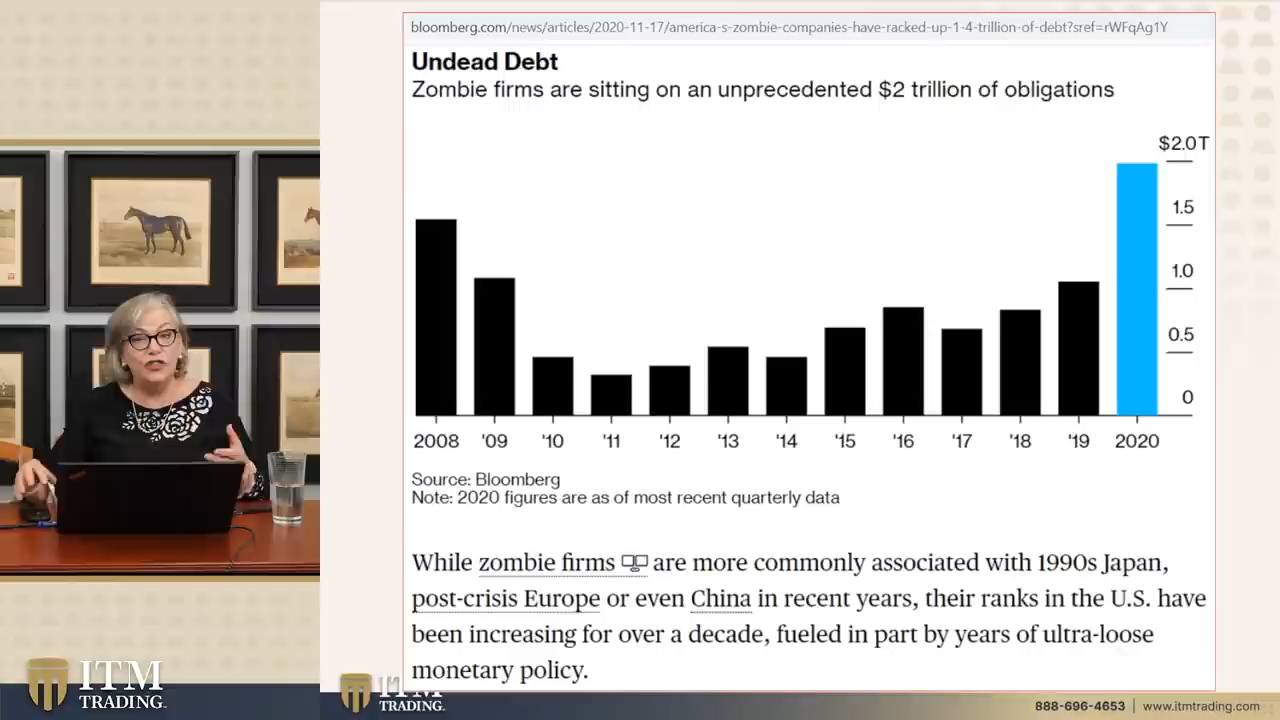 bloomberg.com/news/articles/2020-11-17/america-s-zombie-companies-have-racked-up-1-4-trillion-of-debt?sref=rWFqAg1Y
Undead Debt
Zombie firms are sitting on an unprecedented $2 trillion of obligations
$2.0T
1.5
1.0
0.5
0
2008 '09 '10 '11 '12 '13 '14 '15 '16 '17 '18 '19 2020
Source: Bloomberg
Note: 2020 figures are as of most recent quarterly data
While zombie firms are more commonly associated with 1990s Japan,
post-crisis Europe or even China in recent years, their ranks in the U.S. have
been increasing for over a decade, fueled in part by years of ultra-loose
monetary policy.
ITM
TRADING.
ITM
TRADING.
888-696-4653 | www.itmtrading.com